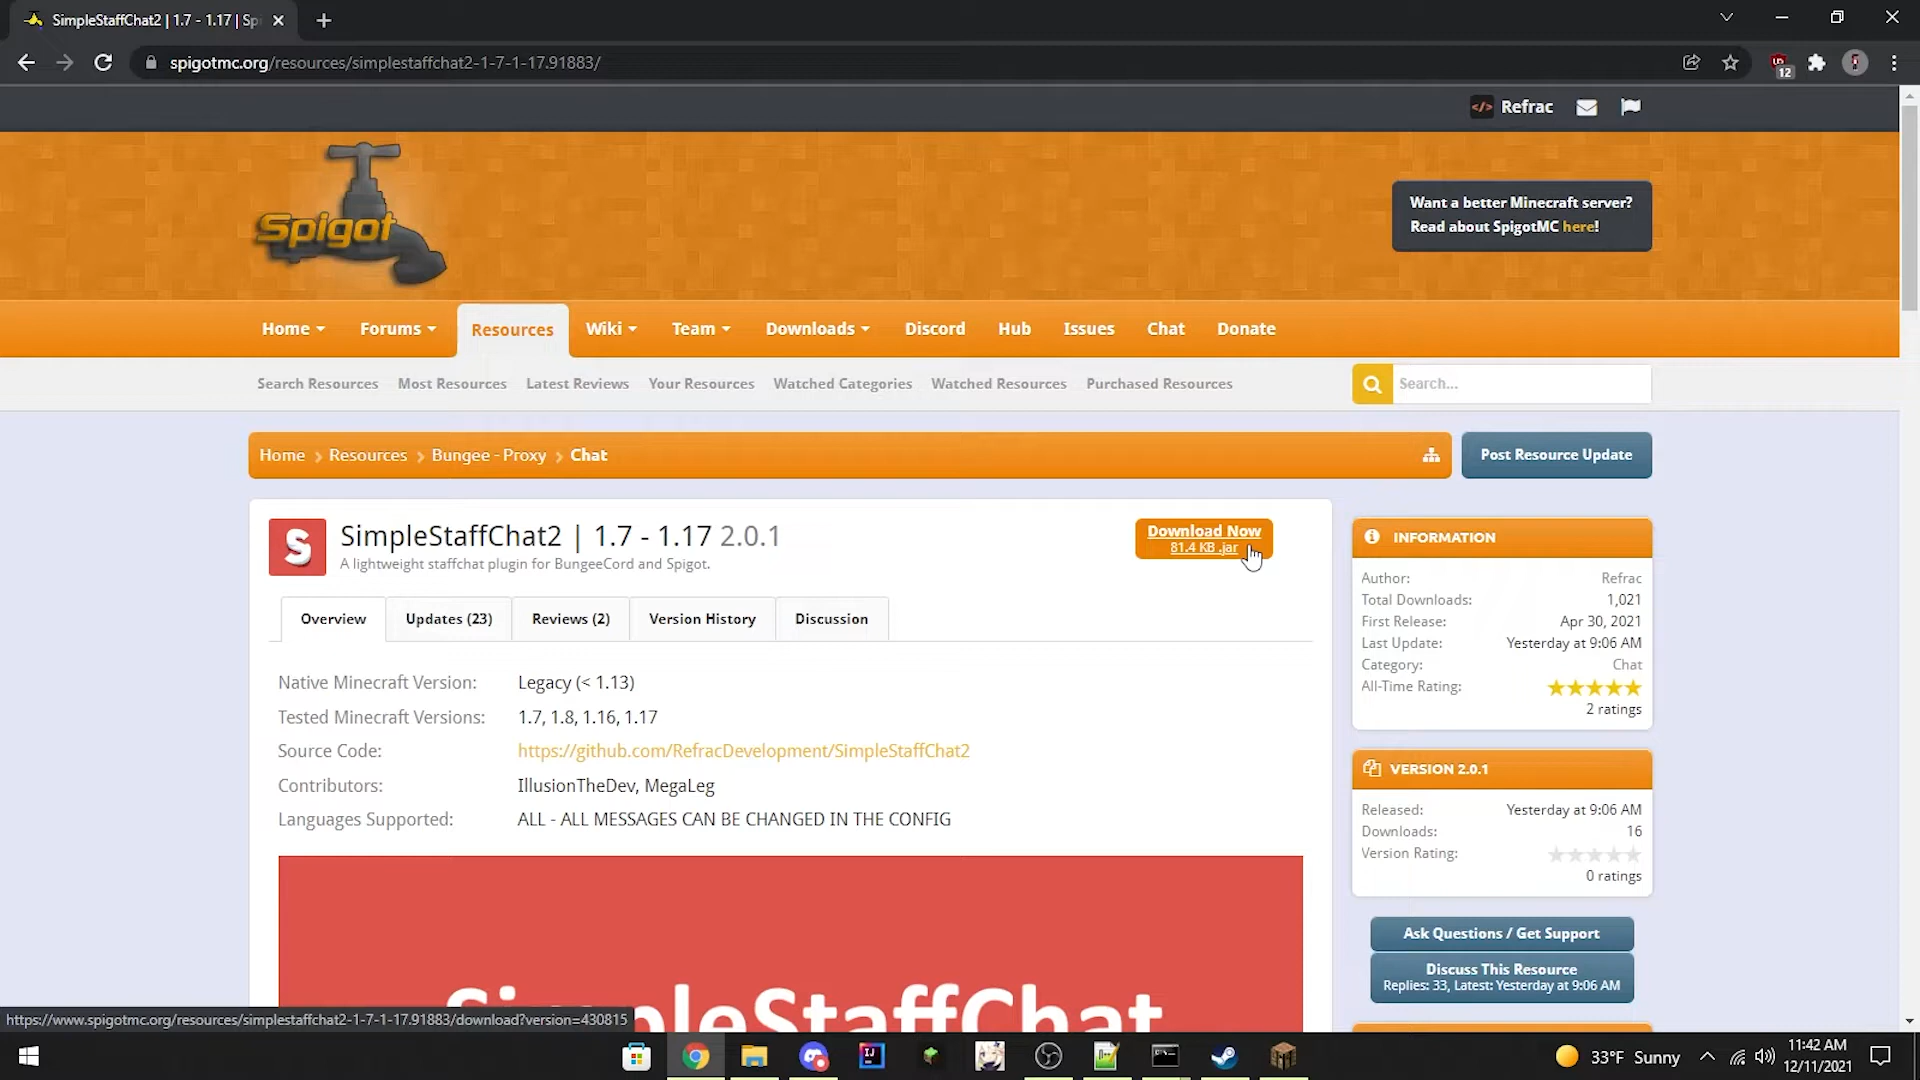 SimpleStaffChat2 | 1.7 - 1.17 | Sp
spigotmc.org/resources/simplestaffchat2-1-7-1-17.91883/
12
</> Refrac
Spigot
Want a better Minecraft server?
Read about SpigotMC here!
Home Forums Resources Wiki Team Downloads Discord Hub Issues Chat Donate
Search Resources Most Resources Latest Reviews Your Resources Watched Categories Watched Resources Purchased Resources
Search...
Home Resources Bungee - Proxy Chat
Post Resource Update
S
SimpleStaffChat2 | 1.7 - 1.17 2.0.1
A lightweight staffchat plugin for BungeeCord and Spigot.
Download Now
81.4 KB .jar
Overview Updates (23) Reviews (2) Version History Discussion
Native Minecraft Version: Legacy (< 1.13)
Tested Minecraft Versions: 1.7, 1.8, 1.16, 1.17
Source Code: https://github.com/RefracDevelopment/SimpleStaffChat2
Contributors: IllusionTheDev, MegaLeg
Languages Supported: ALL - ALL MESSAGES CAN BE CHANGED IN THE CONFIG
SimpleStaffChat
INFORMATION
Author: Refrac
Total Downloads: 1,021
First Release: Apr 30, 2021
Last Update: Yesterday at 9:06 AM
Category: Chat
All-Time Rating:
2 ratings
VERSION 2.0.1
Released: Yesterday at 9:06 AM
Downloads: 16
Version Rating:
0 ratings
Ask Questions / Get Support
Discuss This Resource
Replies: 33, Latest: Yesterday at 9:06 AM
https://www.spigotmc.org/resources/simplestaffchat2-1-7-1-17.91883/download?version=430815
IJ
33°F Sunny
11:42 AM
12/11/2021